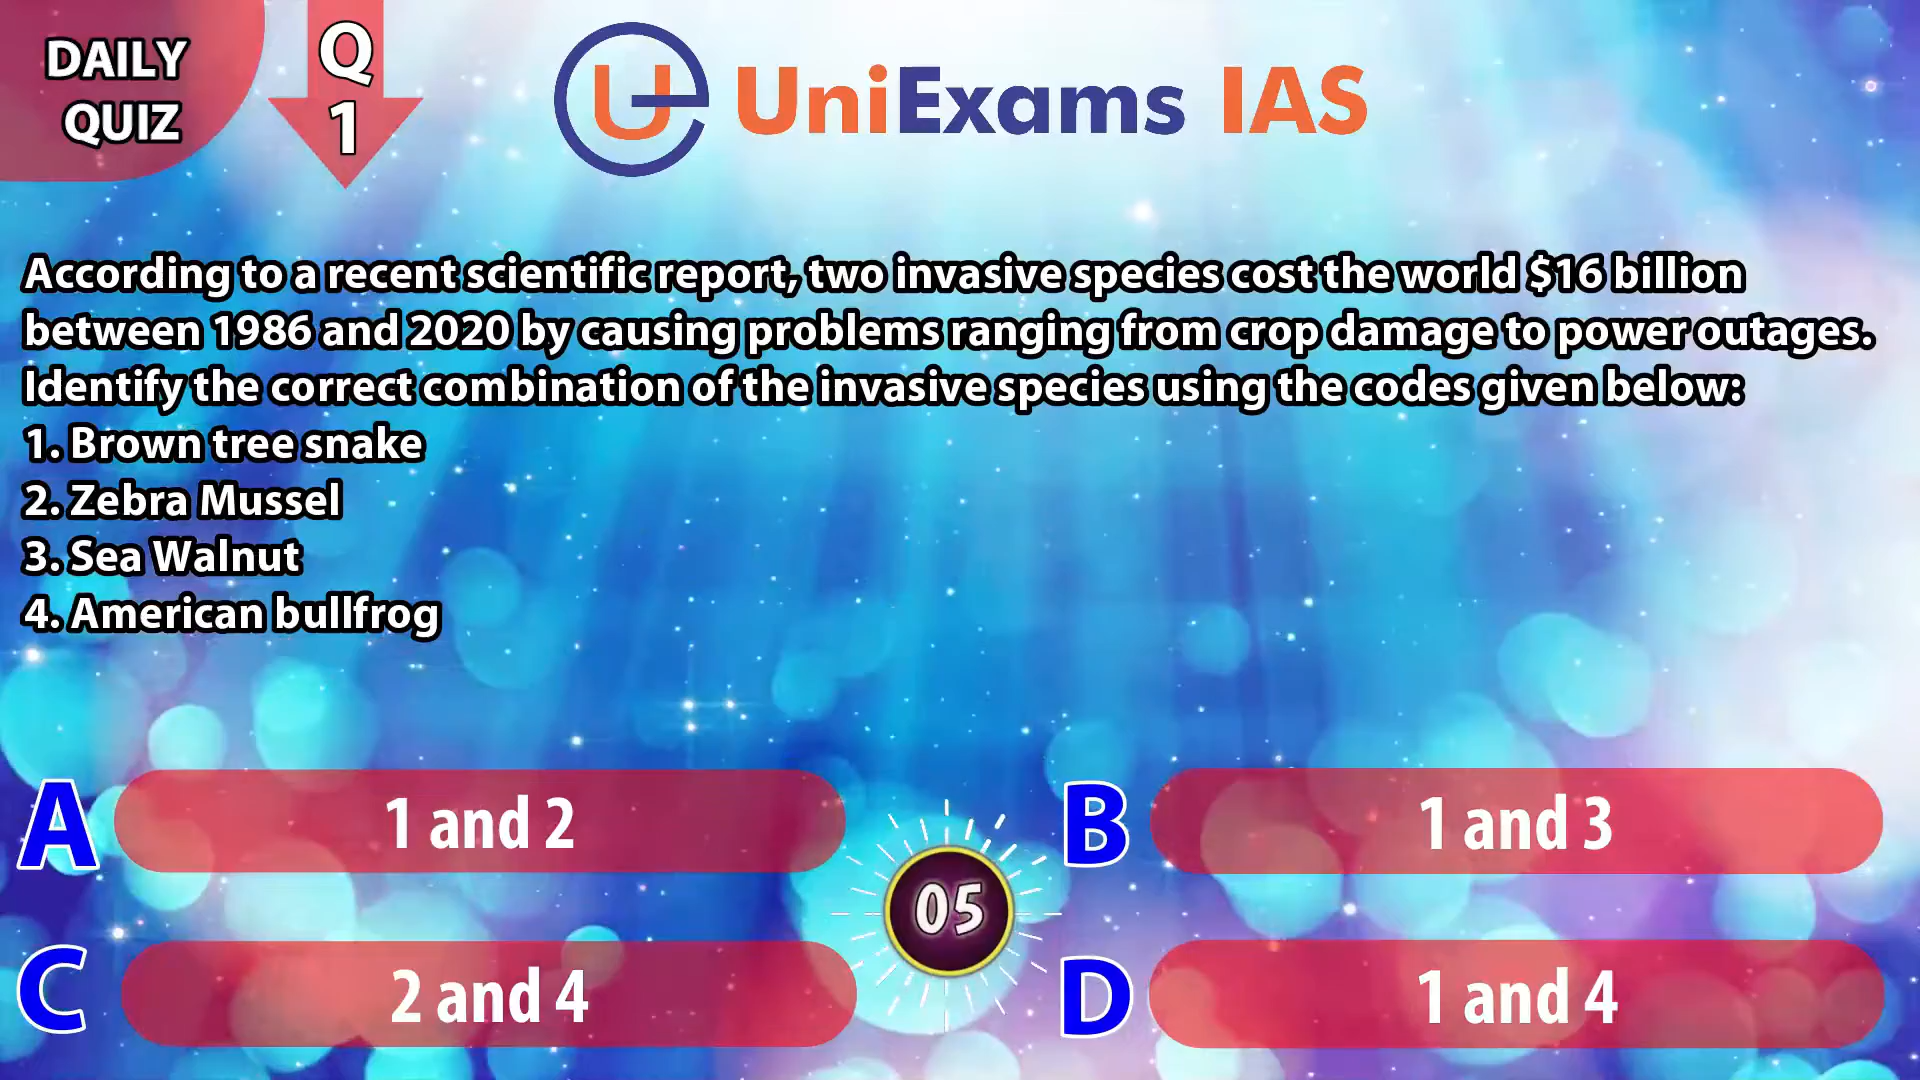 DAILY
QUIZ
Q
1
Ue UniExams IAS
According to a recent scientific report, two invasive species cost the world $16 billion
between 1986 and 2020 by causing problems ranging from crop damage to power outages.
Identify the correct combination of the invasive species using the codes given below:
1. Brown tree snake
2. Zebra Mussel
3. Sea Walnut
4. American bullfrog
A 1 and 2
B 1 and 3
05
C 2 and 4
D 1 and 4